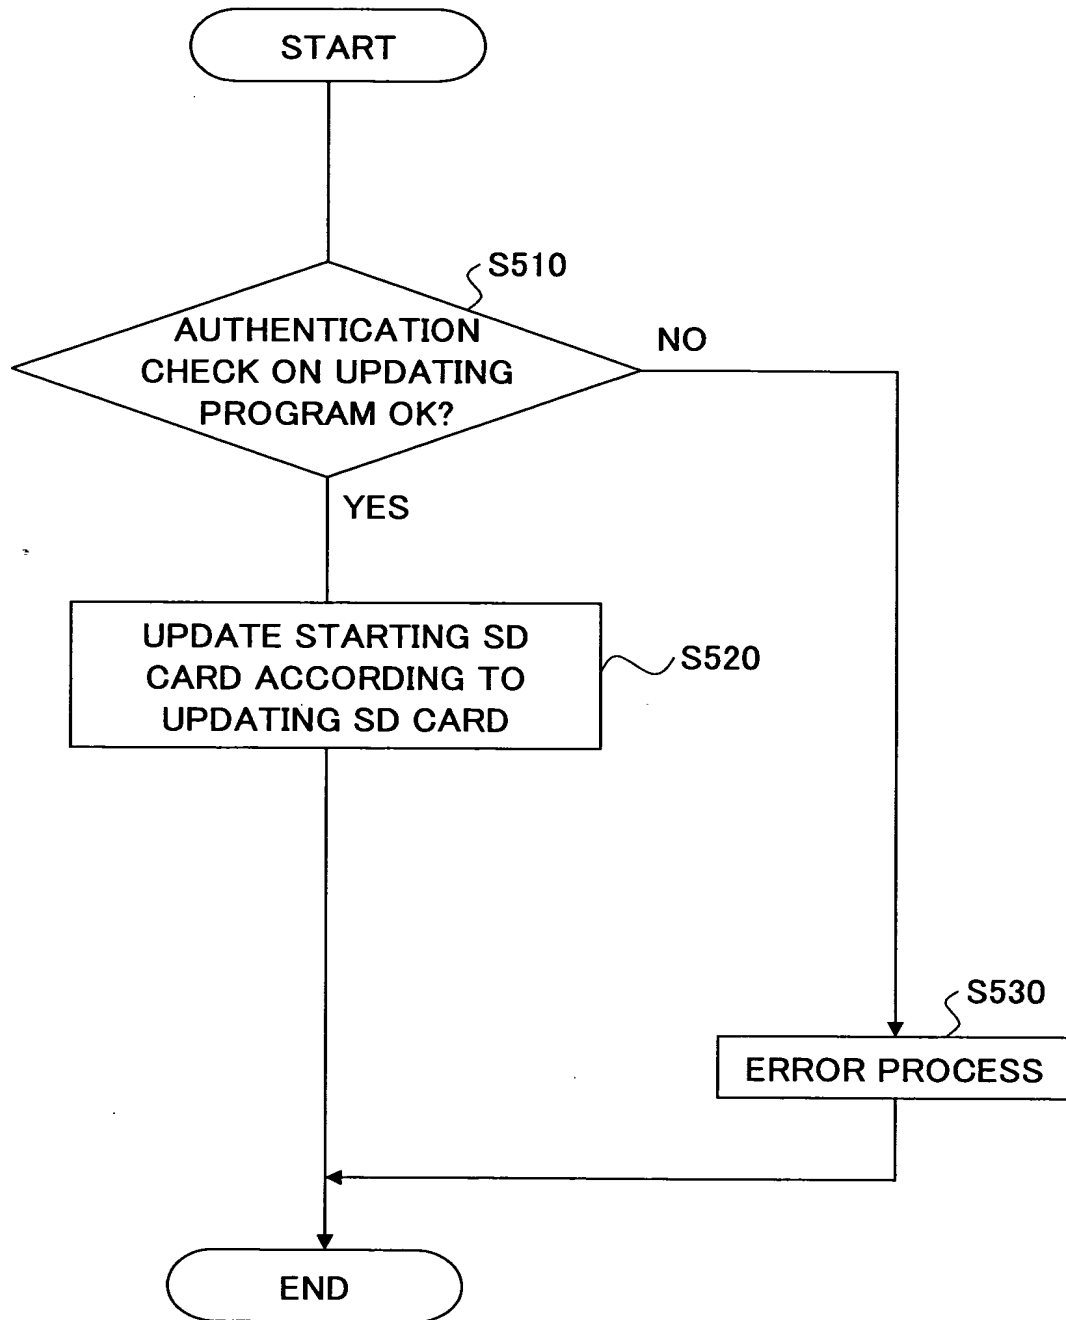 START
S510
AUTHENTICATION
CHECK ON UPDATING
PROGRAM OK?
NO
YES
UPDATE STARTING SD
CARD ACCORDING TO
UPDATING SD CARD
S520
S530
ERROR PROCESS
END